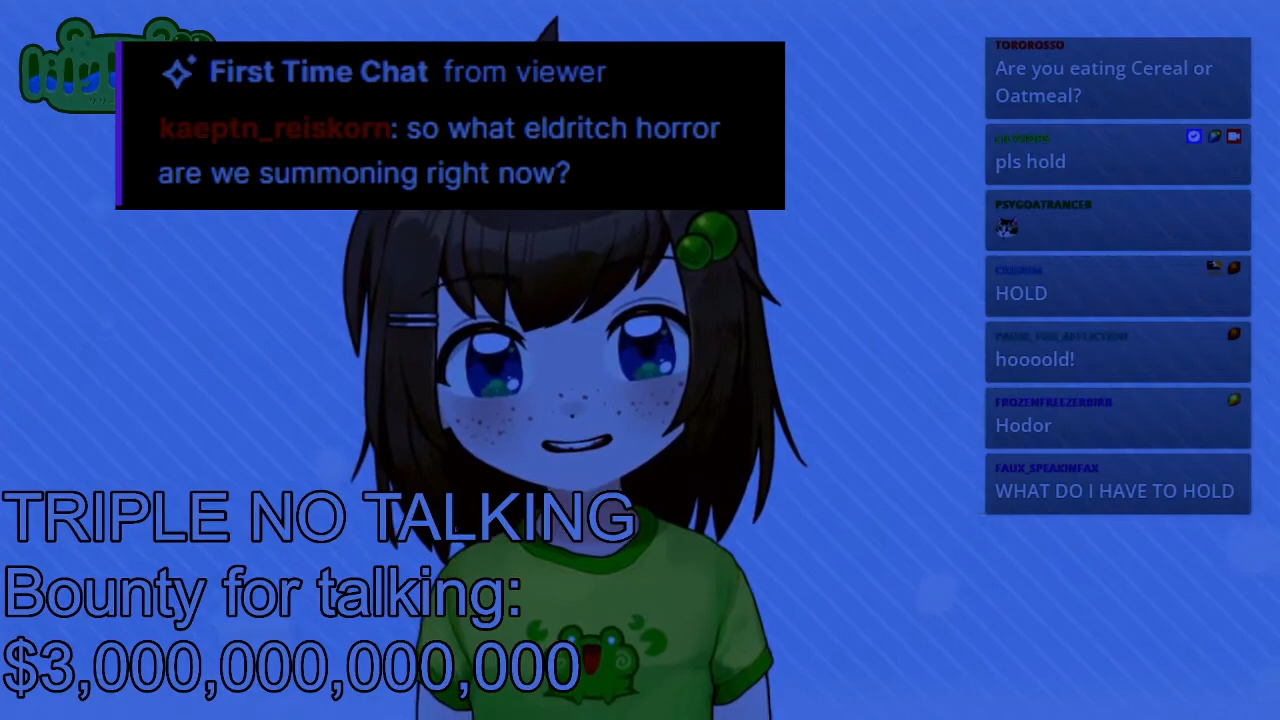 First Time Chat from viewer
kaeptn_reiskorn: so what eldritch horror
are we summoning right now?
TRIPLE NO TALKING
Bounty for talking:
$3,000,000,000,000
TOROROSSO
Are you eating Cereal or
Oatmeal?
pls hold
PSYGOATRANCER
HOLD
hoooold!
FROZENFREEZERBIRB
Hodor
FAUX_SPEAKINFAX
WHAT DO I HAVE TO HOLD